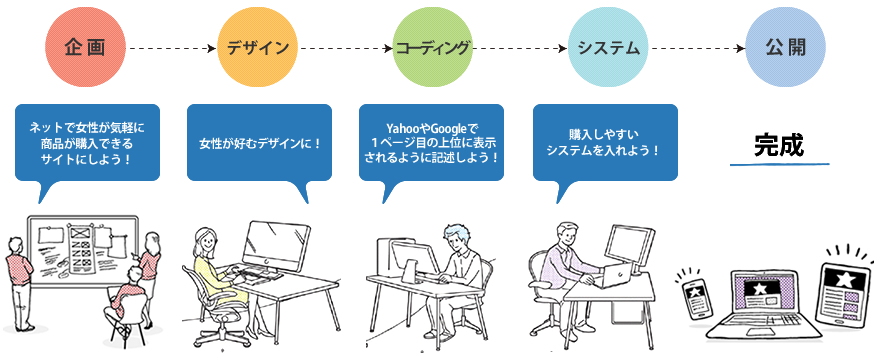 企画
デザイン
コーディング
システム
公開
ネットで女性が気軽に
商品が購入できる
サイトにしよう！
女性が好むデザインに！
YahooやGoogleで
１ページ目の上位に表示
されるように記述しよう！
購入しやすい
システムを入れよう！
完成